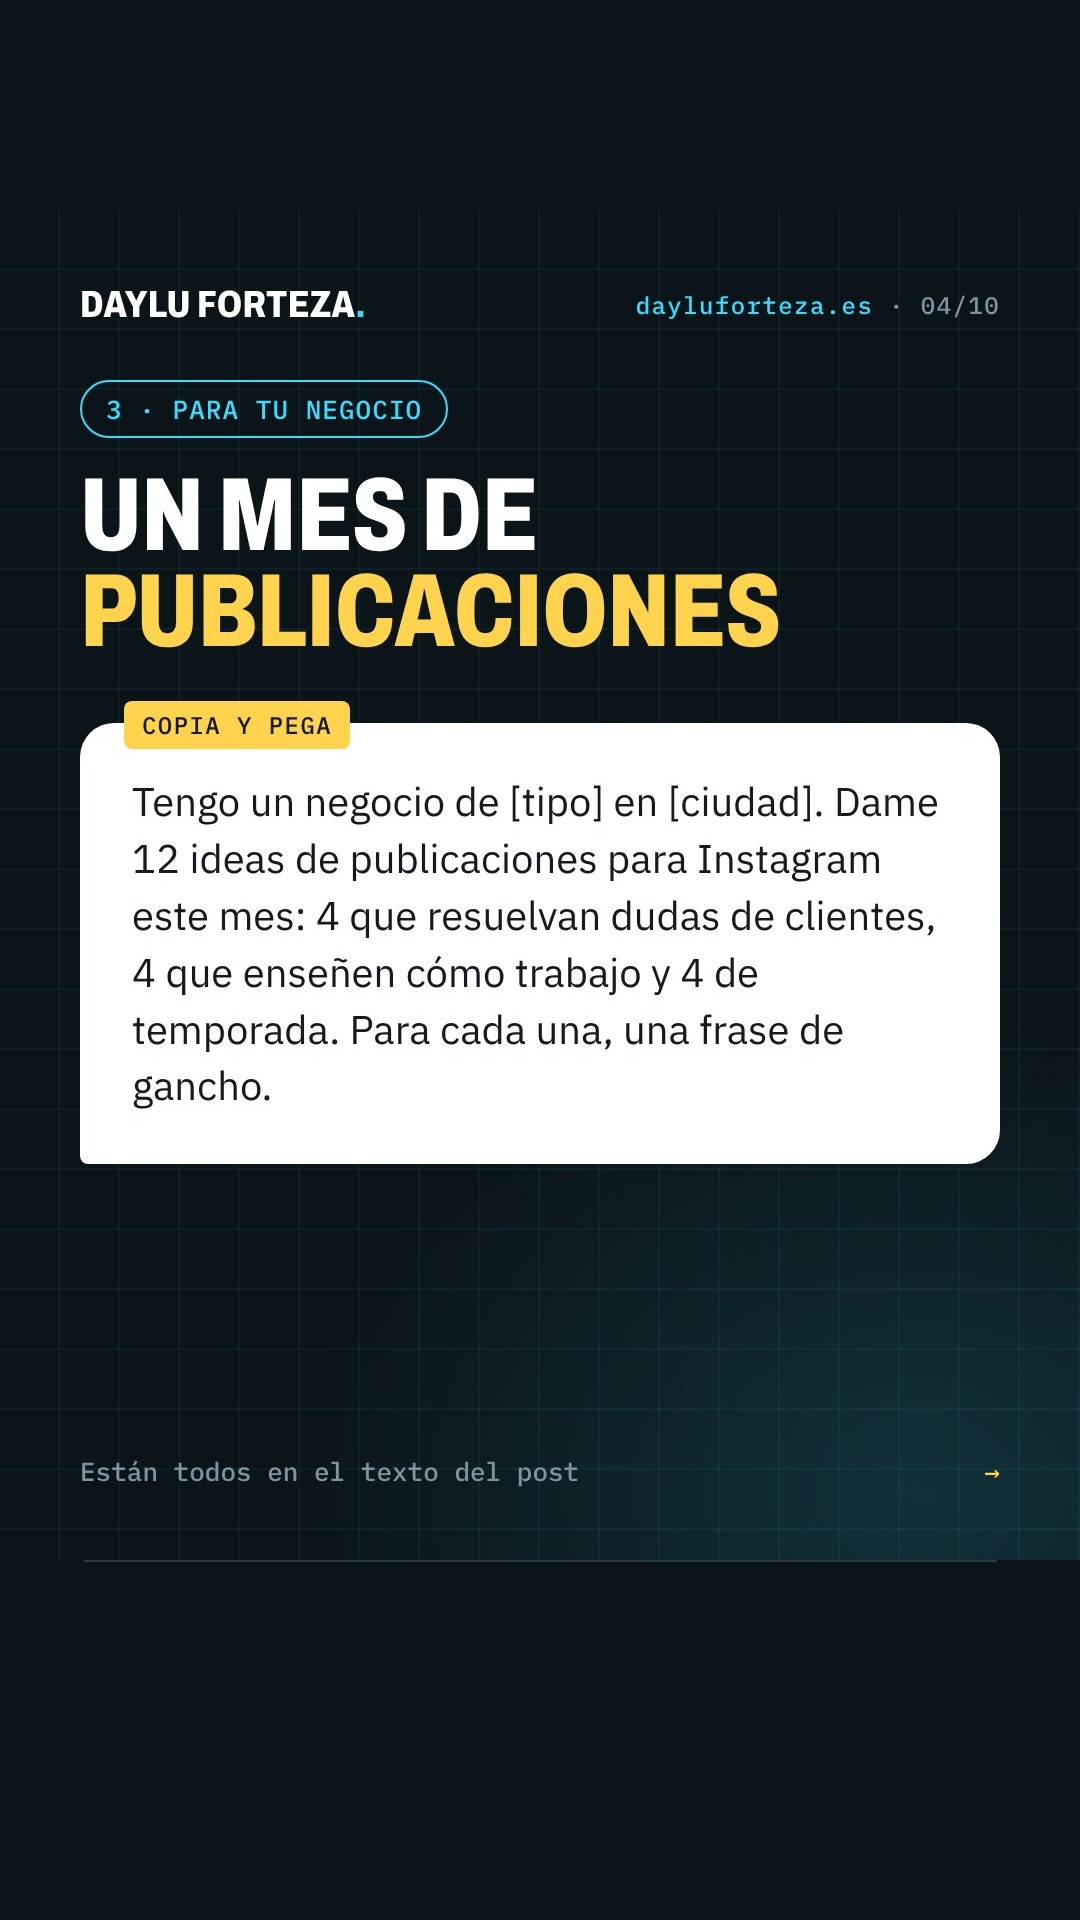 DAYLU FORTEZA.
dayluforteza.es · 04/10
3 · PARA TU NEGOCIO
UN MES DE
PUBLICACIONES
COPIA Y PEGA
Tengo un negocio de [tipo] en [ciudad]. Dame
12 ideas de publicaciones para Instagram
este mes: 4 que resuelvan dudas de clientes,
4 que enseñen cómo trabajo y 4 de
temporada. Para cada una, una frase de
gancho.
Están todos en el texto del post
→